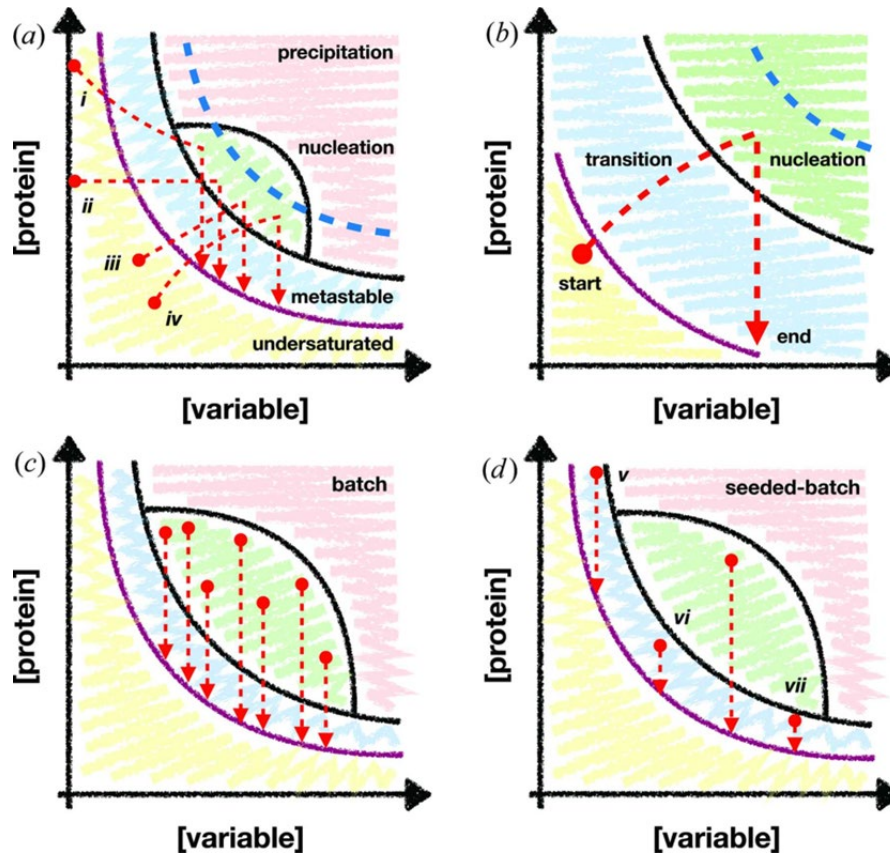 (a)
precipitation
i
nucleation
ii
iii
iv
metastable
undersaturated
[protein]
[variable]
(b)
transition
nucleation
start
end
[protein]
[variable]
(c)
batch
[protein]
[variable]
(d)
v
seeded-batch
vi
vii
[protein]
[variable]